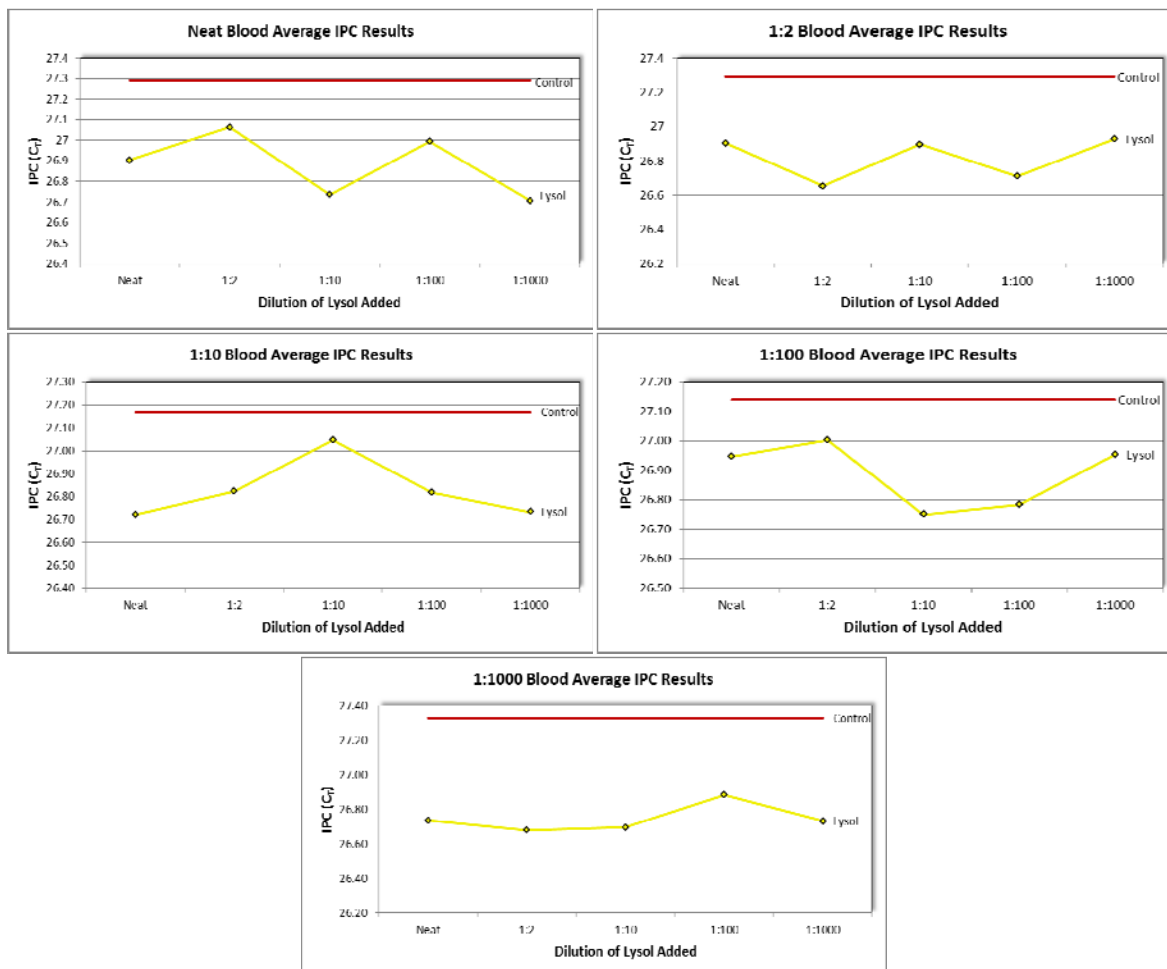 Neat Blood Average IPC Results
27.4
27.3
27.2
27.1
27
26.9
26.8
26.7
26.6
26.5
26.4
IPC (CT)
Control
Lysol
Neat 1:2 1:10 1:100 1:1000
Dilution of Lysol Added
1:2 Blood Average IPC Results
27.4
27.2
27
26.8
26.6
26.4
26.2
IPC (CT)
Control
Lysol
Neat 1:2 1:10 1:100 1:1000
Dilution of Lysol Added
1:10 Blood Average IPC Results
27.30
27.20
27.10
27.00
26.90
26.80
26.70
26.60
26.50
26.40
IPC (CT)
Control
Lysol
Neat 1:2 1:10 1:100 1:1000
Dilution of Lysol Added
1:100 Blood Average IPC Results
27.20
27.10
27.00
26.90
26.80
26.70
26.60
26.50
IPC (CT)
Control
Lysol
Neat 1:2 1:10 1:100 1:1000
Dilution of Lysol Added
1:1000 Blood Average IPC Results
27.40
27.20
27.00
26.80
26.60
26.40
26.20
IPC (CT)
Control
Lysol
Neat 1:2 1:10 1:100 1:1000
Dilution of Lysol Added